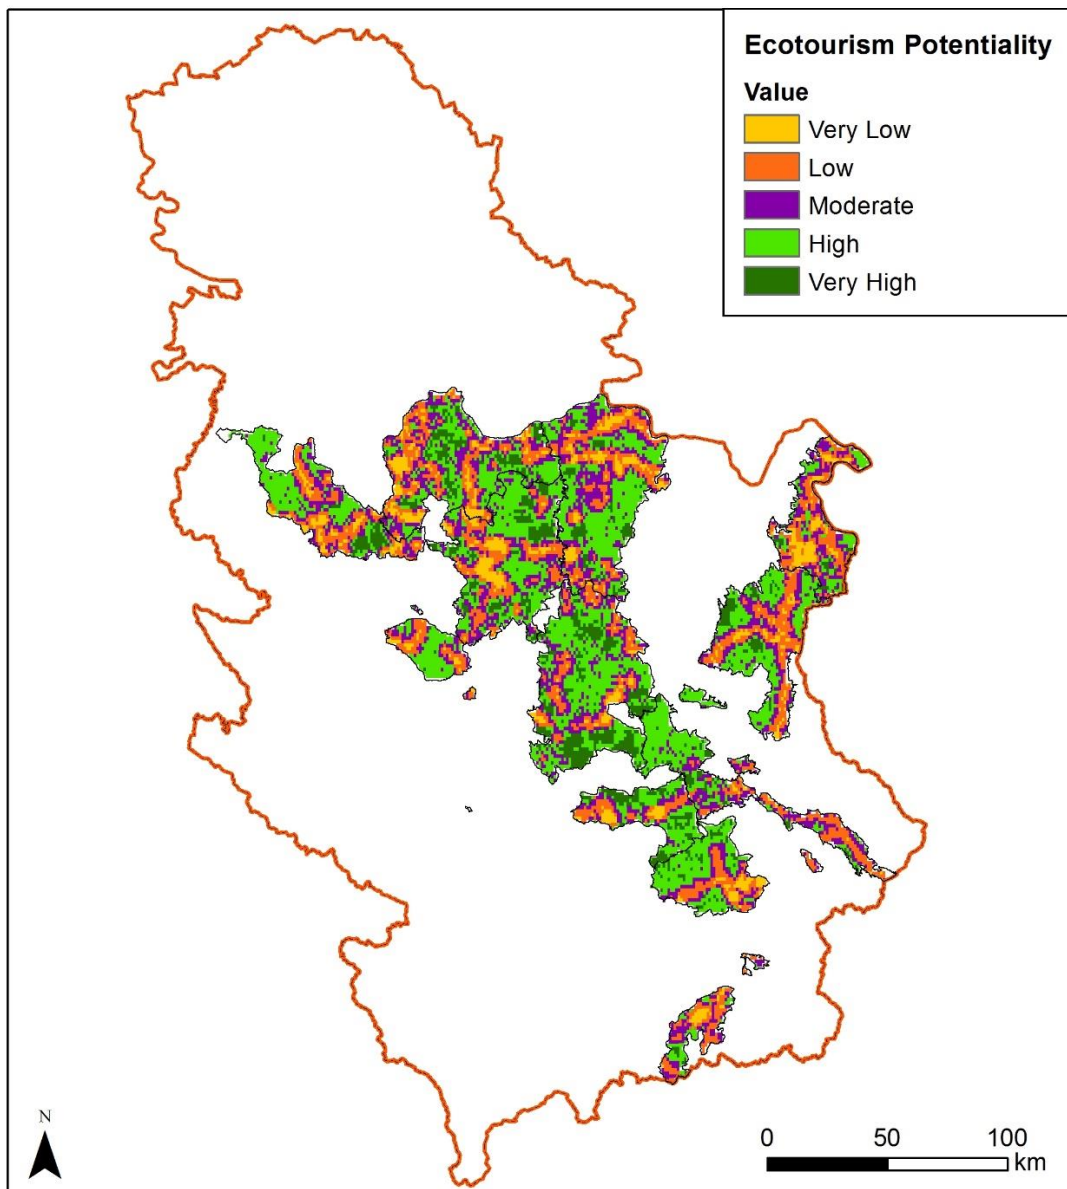 Ecotourism Potentiality
Value
Very Low
Low
Moderate
High
Very High
N
0 50 100
km